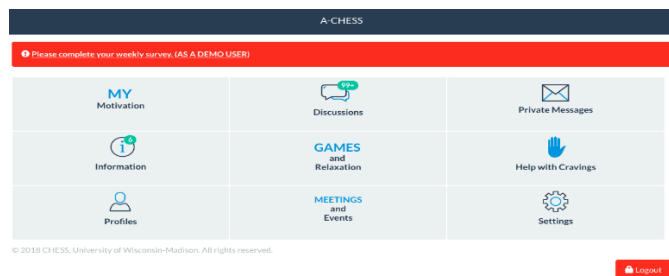 A-CHESS
Please complete your weekly survey. (AS A DEMO USER)
MY
Motivation
99+
Discussions
Private Messages
6
Information
GAMES
and
Relaxation
Help with Cravings
Profiles
MEETINGS
and
Events
Settings
© 2018 CHESS, University of Wisconsin-Madison. All rights reserved.
Logout